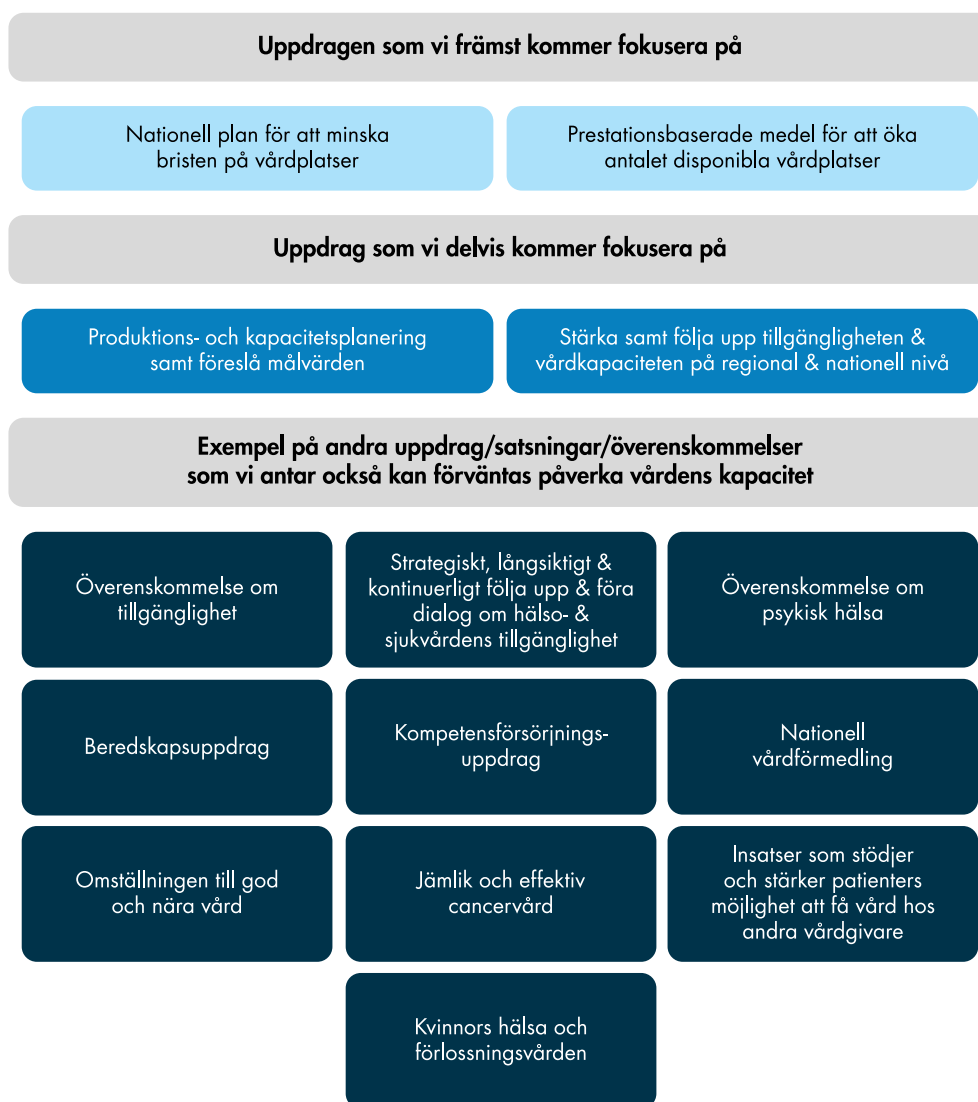 Uppdragen som vi främst kommer fokusera på
Nationell plan för att minska
bristen på vårdplatser
Prestationsbaserade medel för att öka
antalet disponibla vårdplatser
Uppdrag som vi delvis kommer fokusera på
Produktions- och kapacitetsplanering
samt föreslå målvärden
Stärka samt följa upp tillgängligheten &
vårdkapaciteten på regional & nationell nivå
Exempel på andra uppdrag/satsningar/överenskommelser
som vi antar också kan förväntas påverka vårdens kapacitet
Överenskommelse om
tillgänglighet
Strategiskt, långsiktigt &
kontinuerligt följa upp & föra
dialog om hälso- &
sjukvårdens tillgänglighet
Överenskommelse om
psykisk hälsa
Beredskapsuppdrag
Kompetensförsörjnings-
uppdrag
Nationell
vårdförmedling
Omställningen till god
och nära vård
Jämlik och effektiv
cancervård
Insatser som stödjer
och stärker patienters
möjlighet att få vård hos
andra vårdgivare
Kvinnors hälsa och
förlossningsvården